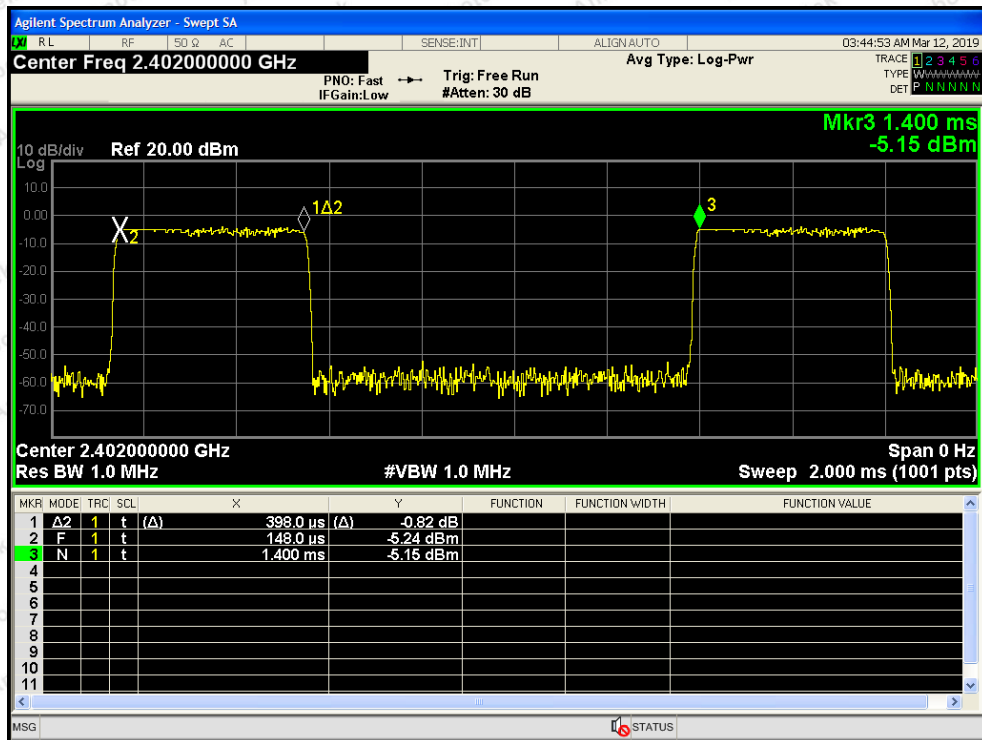 Agilent Spectrum Analyzer - Swept SA
LXI RL RF 50 Ω AC SENSE:INT ALIGN AUTO 03:44:53 AM Mar 12, 2019
Center Freq 2.402000000 GHz Avg Type: Log-Pwr TRACE 1 2 3 4 5 6
PNO: Fast Trig: Free Run TYPE WWWWWW
IFGain:Low #Atten: 30 dB DET P N N N N N
Mkr3 1.400 ms
10 dB/div Ref 20.00 dBm -5.15 dBm
Log
10.0
1Δ2 3
0.00
2
-10.0
-20.0
-30.0
-40.0
-50.0
-60.0
-70.0
Center 2.402000000 GHz Span 0 Hz
Res BW 1.0 MHz #VBW 1.0 MHz Sweep 2.000 ms (1001 pts)
MKR MODE TRC SCL X Y FUNCTION FUNCTION WIDTH FUNCTION VALUE
1 Δ2 1 t (Δ) 398.0 µs (Δ) -0.82 dB
2 F 1 t 148.0 µs -5.24 dBm
3 N 1 t 1.400 ms -5.15 dBm
4
5
6
7
8
9
10
11
MSG STATUS